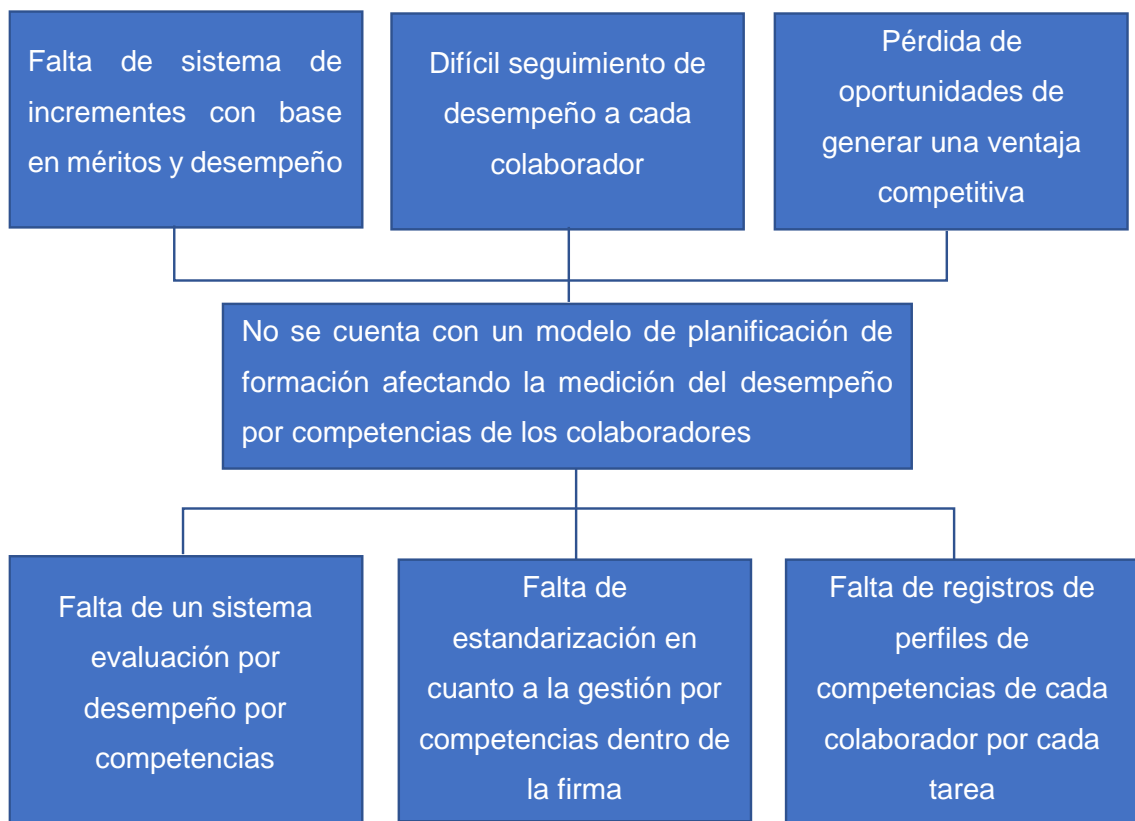 Falta de sistema de
incrementes con base
en méritos y desempeño
Difícil seguimiento de
desempeño a cada
colaborador
Pérdida de
oportunidades de
generar una ventaja
competitiva
No se cuenta con un modelo de planificación de
formación afectando la medición del desempeño
por competencias de los colaboradores
Falta de un sistema
evaluación por
desempeño por
competencias
Falta de
estandarización en
cuanto a la gestión por
competencias dentro de
la firma
Falta de registros de
perfiles de
competencias de cada
colaborador por cada
tarea